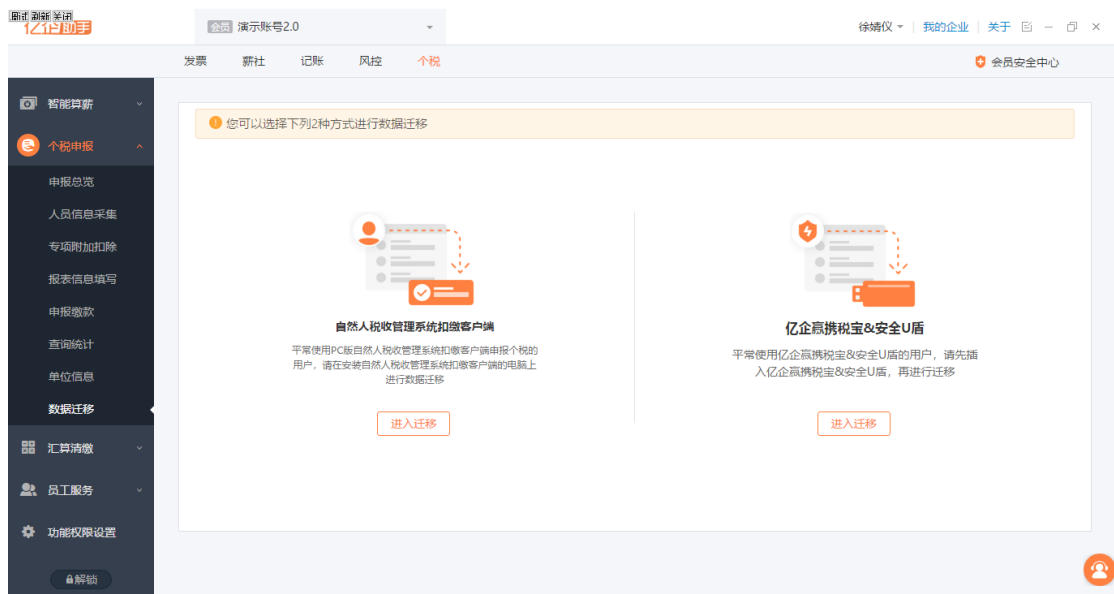 调试 刷新 关闭
亿企助手
会员 演示账号2.0
徐婧仪
我的企业
关于
发票
薪社
记账
风控
个税
会员安全中心
智能算薪
个税申报
申报总览
人员信息采集
专项附加扣除
报表信息填写
申报缴款
查询统计
单位信息
数据迁移
汇算清缴
员工服务
功能权限设置
解锁
您可以选择下列2种方式进行数据迁移
自然人税收管理系统扣缴客户端
平常使用PC版自然人税收管理系统扣缴客户端申报个税的
用户，请在安装自然人税收管理系统扣缴客户端的电脑上
进行数据迁移
进入迁移
亿企赢携税宝&安全U盾
平常使用亿企赢携税宝&安全U盾的用户，请先插
入亿企赢携税宝&安全U盾，再进行迁移
进入迁移